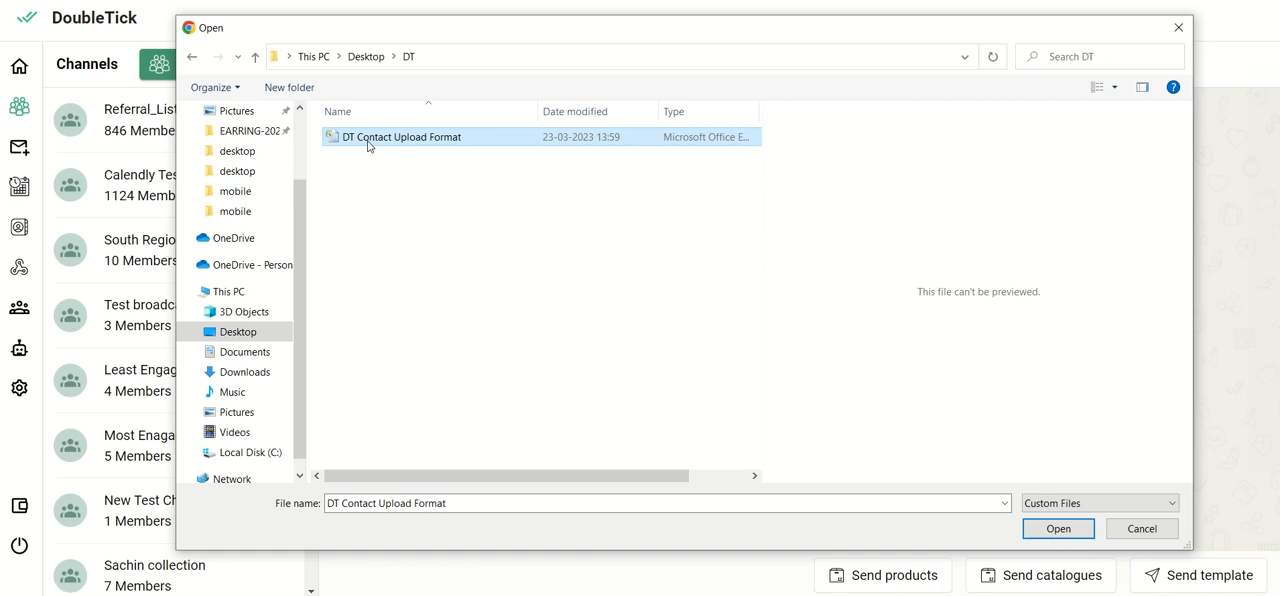 DoubleTick
Channels
Referral_List
846 Membe
Calendly Tes
1124 Memb
South Regio
10 Members
Test broadc
3 Members
Least Engag
4 Members
Most Enaga
5 Members
New Test Ch
1 Members
Sachin collection
7 Members
Open
This PC > Desktop > DT
Search DT
Organize
New folder
?
Pictures
EARRING-202
desktop
desktop
mobile
mobile
OneDrive
OneDrive - Person
This PC
3D Objects
Desktop
Documents
Downloads
Music
Pictures
Videos
Local Disk (C:)
Network
Name Date modified Type
DT Contact Upload Format 23-03-2023 13:59 Microsoft Office E...
This file can't be previewed.
File name: DT Contact Upload Format
Custom Files
Open
Cancel
Send products
Send catalogues
Send template